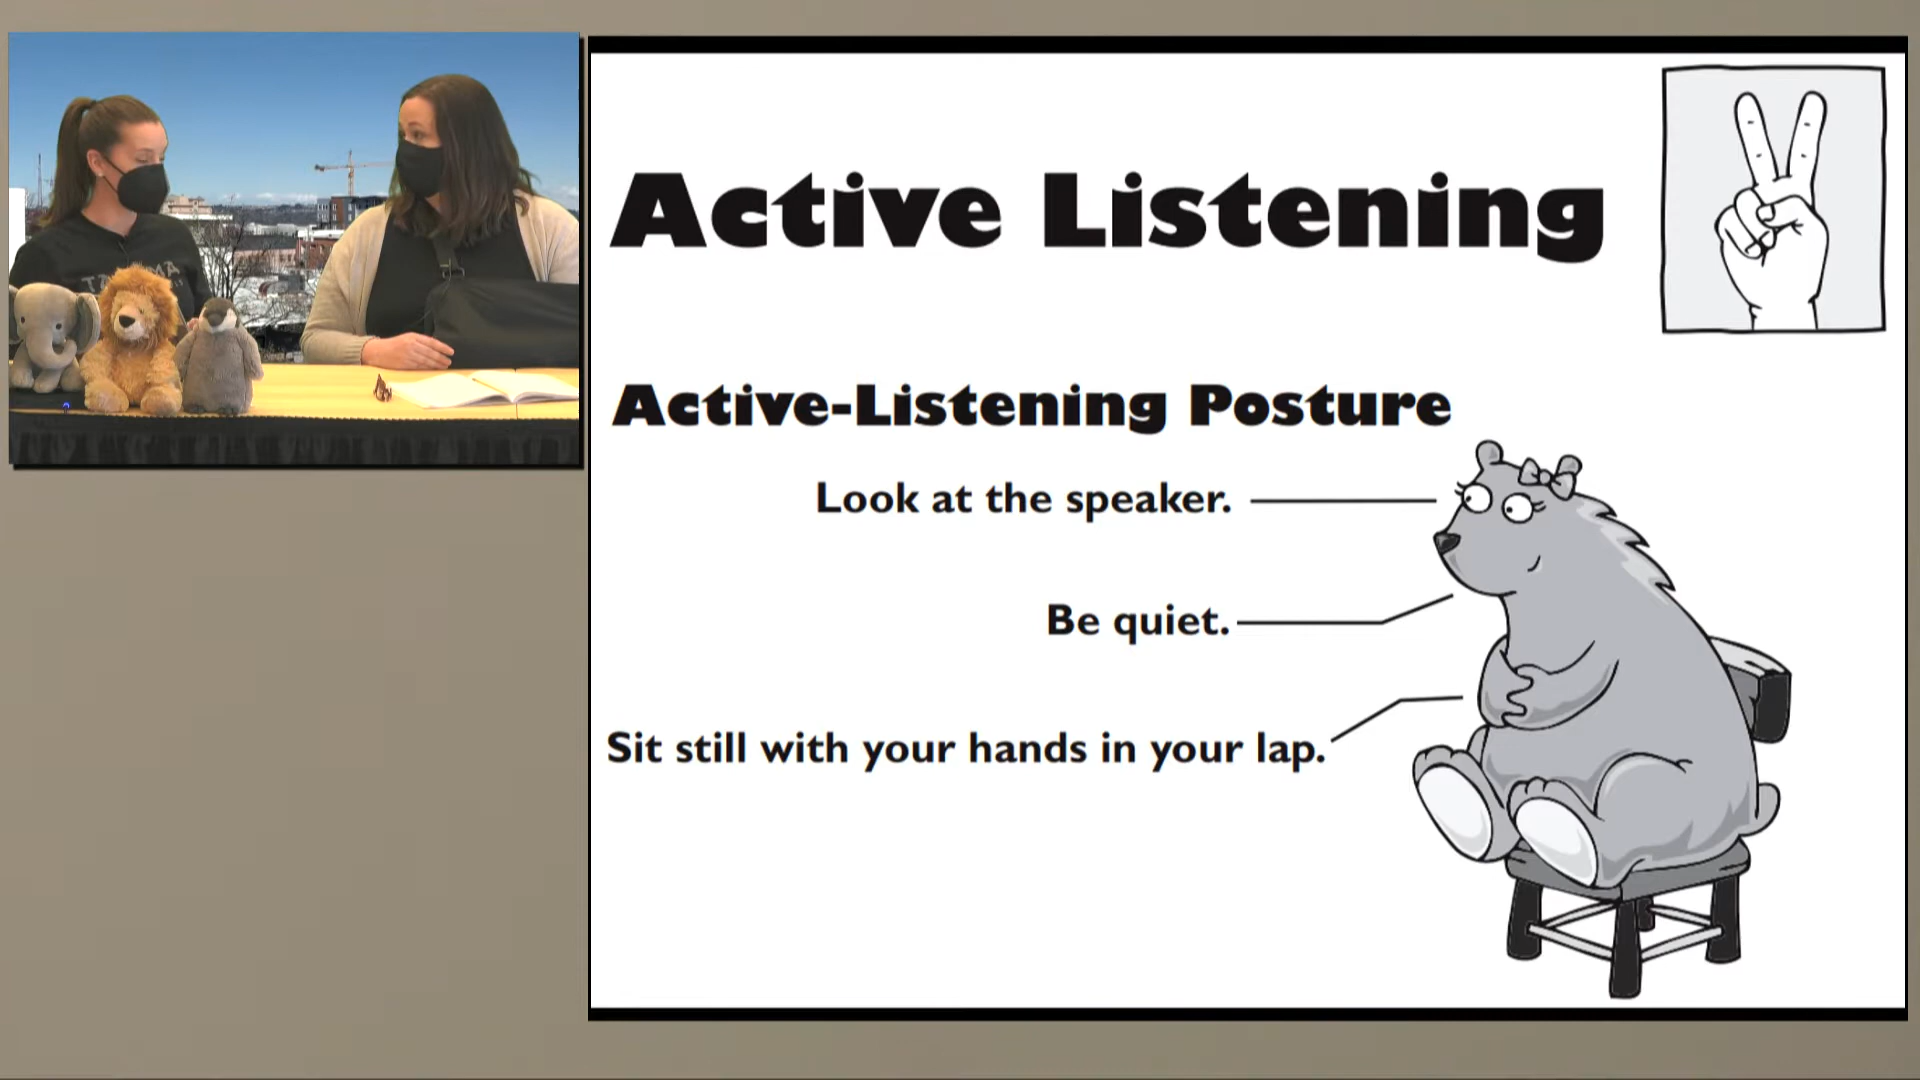 Active Listening
Active-Listening Posture
Look at the speaker.
Be quiet.
Sit still with your hands in your lap.